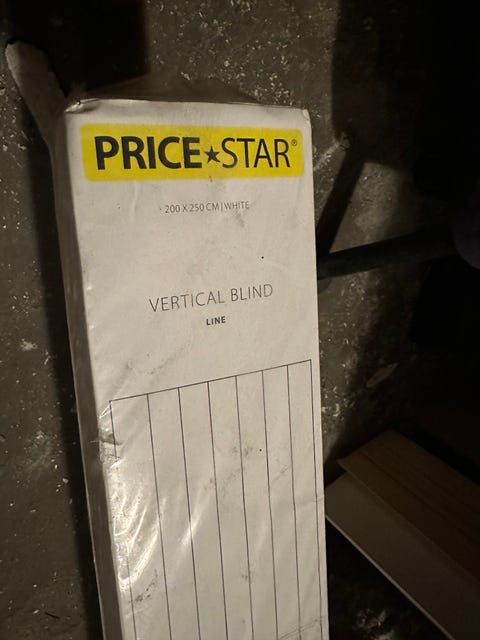 PRICE★STAR®
• 200 X 250 CM | WHITE
VERTICAL BLIND
LINE